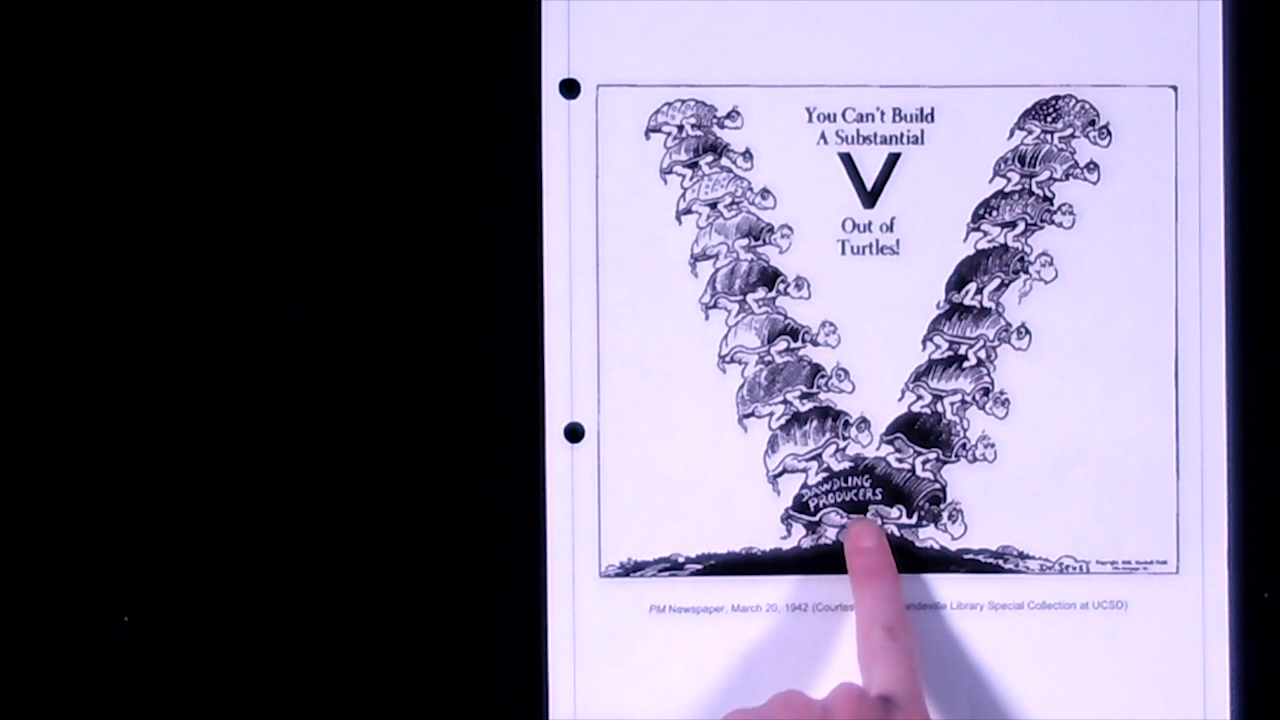 You Can't Build
A Substantial
V
Out of
Turtles!
DAWDLING
PRODUCERS
Dr. Seuss
PM Newspaper, March 20, 1942 (Courtes andeville Library Special Collection at UCSD)